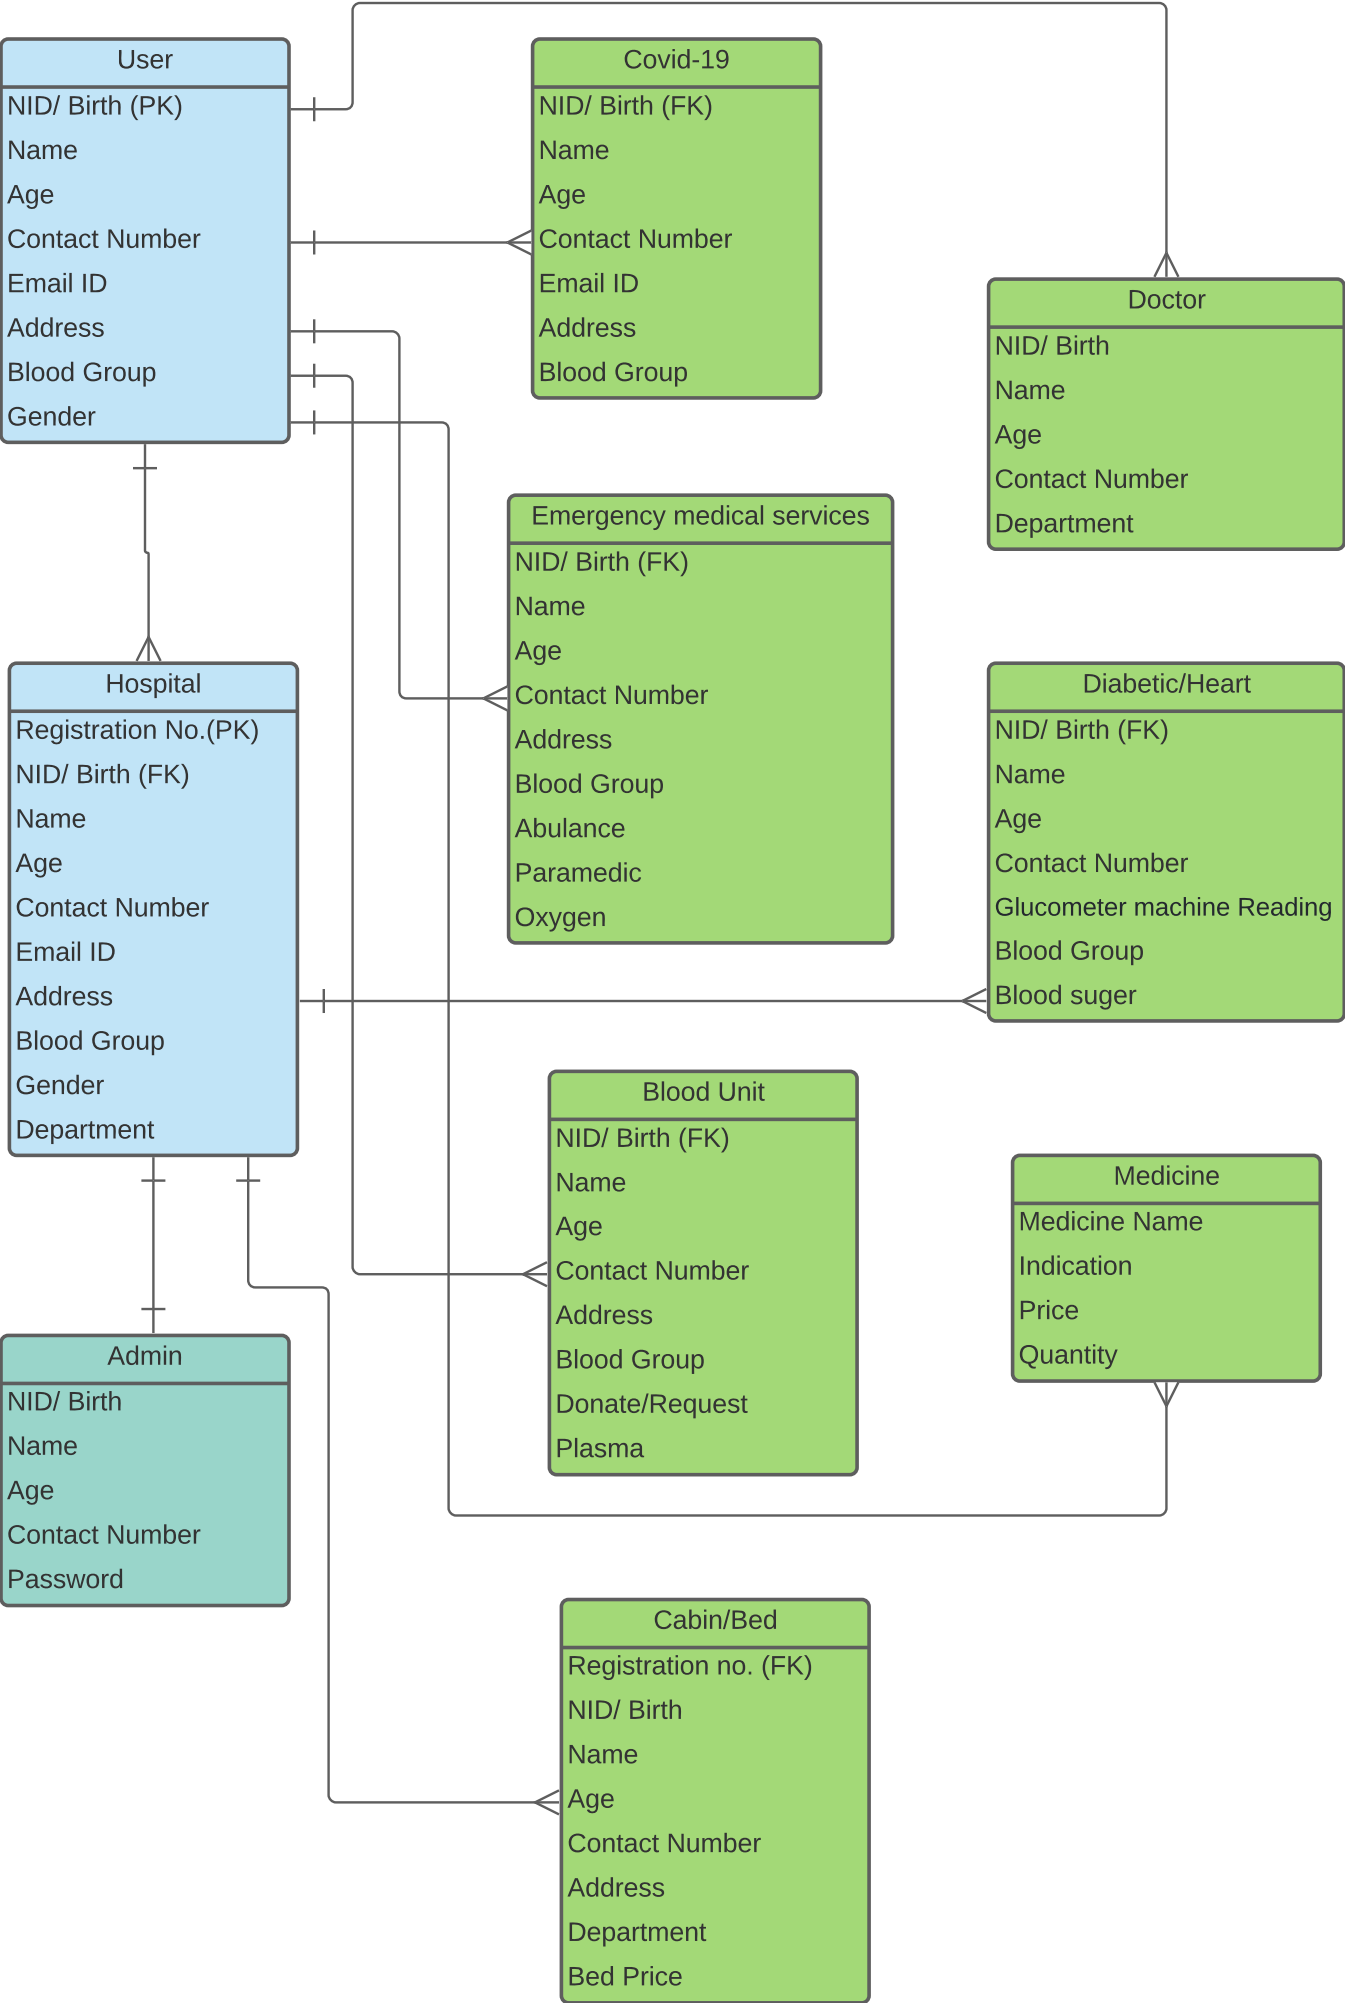 User
NID/ Birth (PK)
Name
Age
Contact Number
Email ID
Address
Blood Group
Gender
Covid-19
NID/ Birth (FK)
Name
Age
Contact Number
Email ID
Address
Blood Group
Doctor
NID/ Birth
Name
Age
Contact Number
Department
Emergency medical services
NID/ Birth (FK)
Name
Age
Contact Number
Address
Blood Group
Abulance
Paramedic
Oxygen
Hospital
Registration No.(PK)
NID/ Birth (FK)
Name
Age
Contact Number
Email ID
Address
Blood Group
Gender
Department
Diabetic/Heart
NID/ Birth (FK)
Name
Age
Contact Number
Glucometer machine Reading
Blood Group
Blood suger
Blood Unit
NID/ Birth (FK)
Name
Age
Contact Number
Address
Blood Group
Donate/Request
Plasma
Medicine
Medicine Name
Indication
Price
Quantity
Admin
NID/ Birth
Name
Age
Contact Number
Password
Cabin/Bed
Registration no. (FK)
NID/ Birth
Name
Age
Contact Number
Address
Department
Bed Price